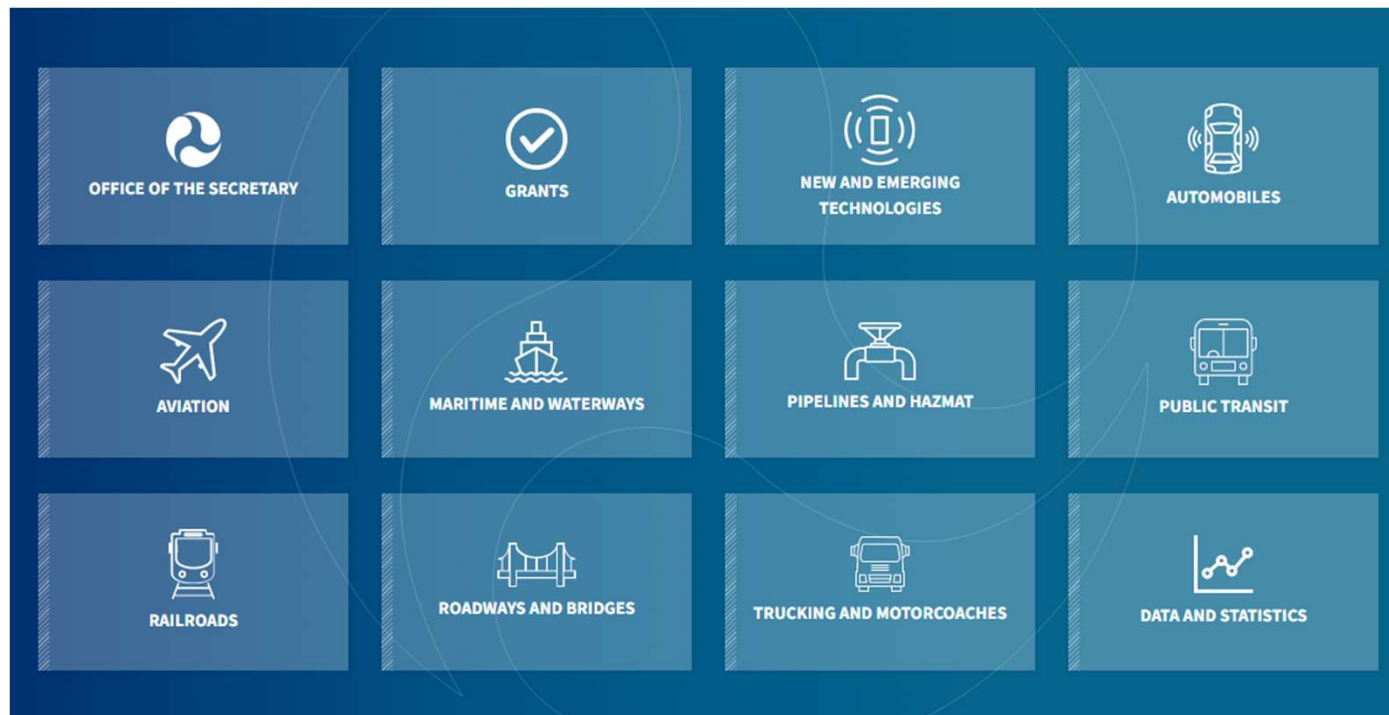 OFFICE OF THE SECRETARY
GRANTS
NEW AND EMERGING
TECHNOLOGIES
AUTOMOBILES
AVIATION
MARITIME AND WATERWAYS
PIPELINES AND HAZMAT
PUBLIC TRANSIT
RAILROADS
ROADWAYS AND BRIDGES
TRUCKING AND MOTORCOACHES
DATA AND STATISTICS